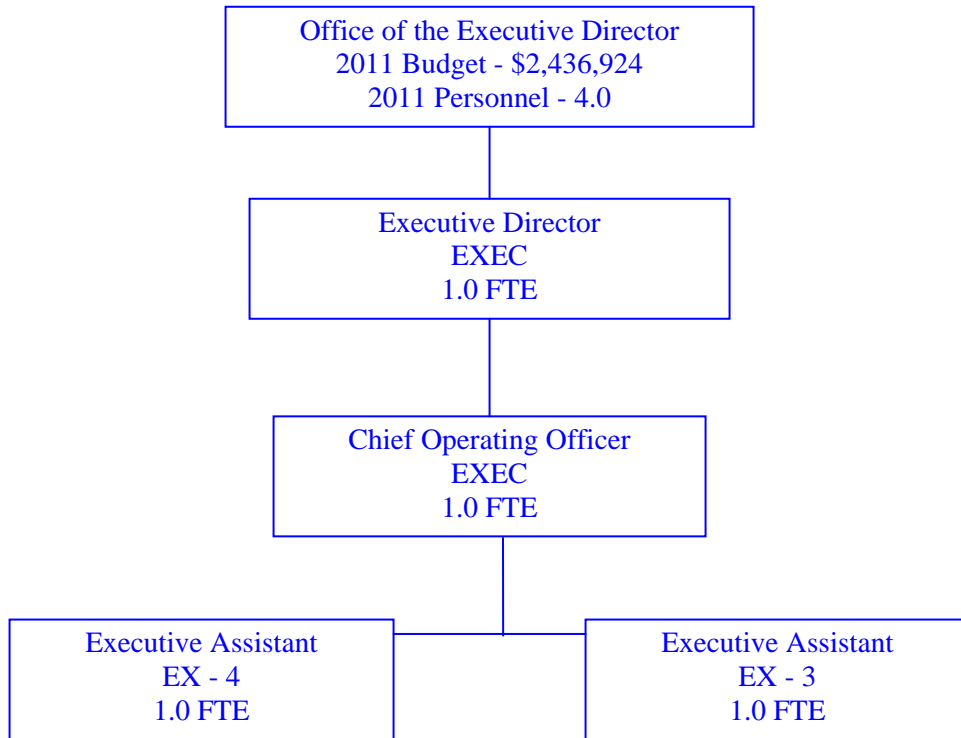 Office of the Executive Director
2011 Budget - $2,436,924
2011 Personnel - 4.0
Executive Director
EXEC
1.0 FTE
Chief Operating Officer
EXEC
1.0 FTE
Executive Assistant
EX - 4
1.0 FTE
Executive Assistant
EX - 3
1.0 FTE